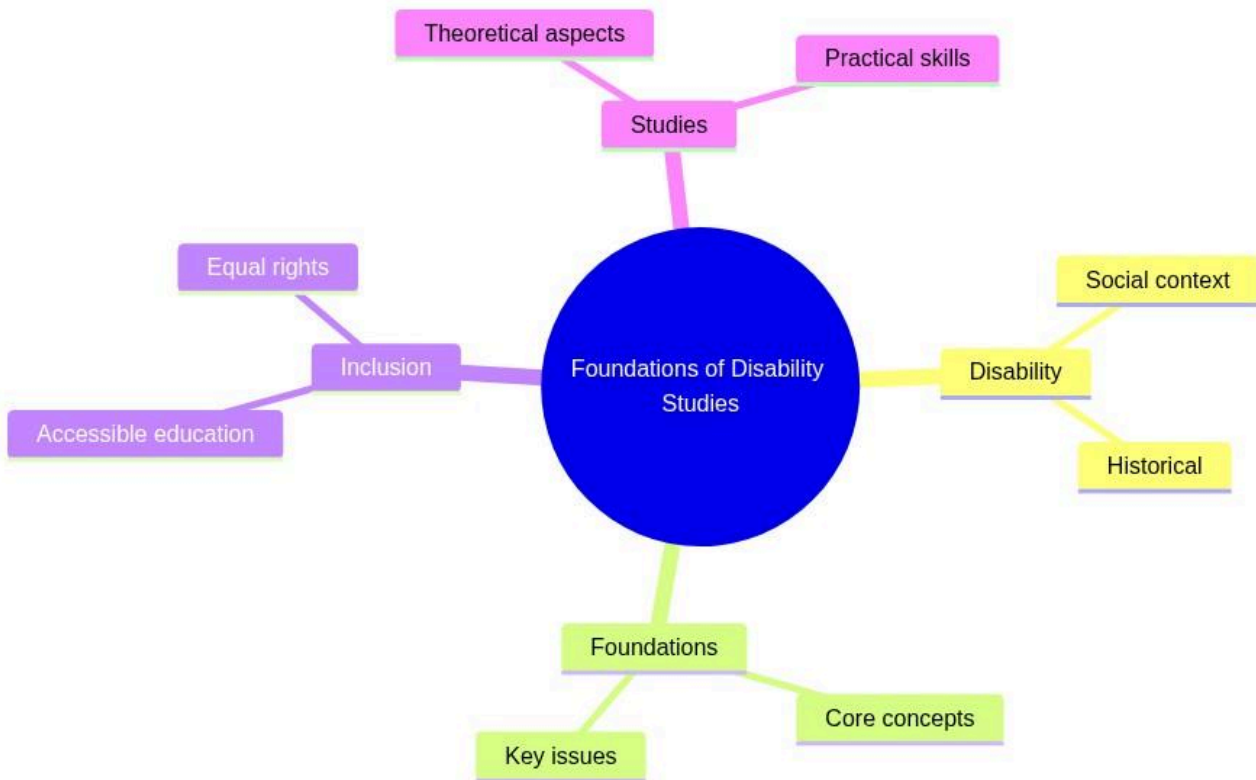 Theoretical aspects
Practical skills
Studies
Equal rights
Inclusion
Accessible education
Foundations of Disability
Studies
Social context
Disability
Historical
Foundations
Core concepts
Key issues